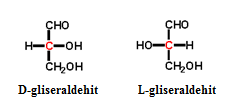 CHO CHO
H—C—OH HO—C—H
CH₂OH CH₂OH
D-gliseraldehit L-gliseraldehit